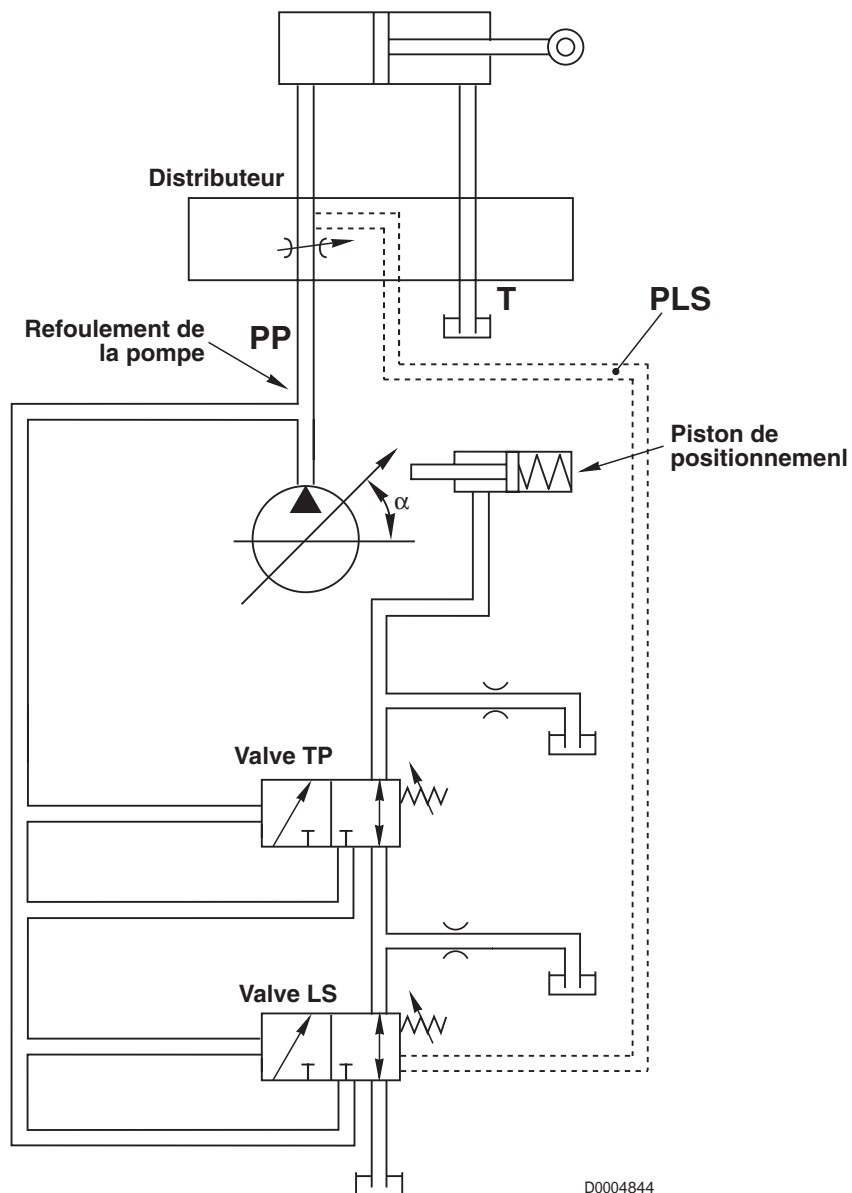 Distributeur
T
PLS
Refoulement de
la pompe
PP
Piston de
positionnemenl
α
Valve TP
Valve LS
D0004844